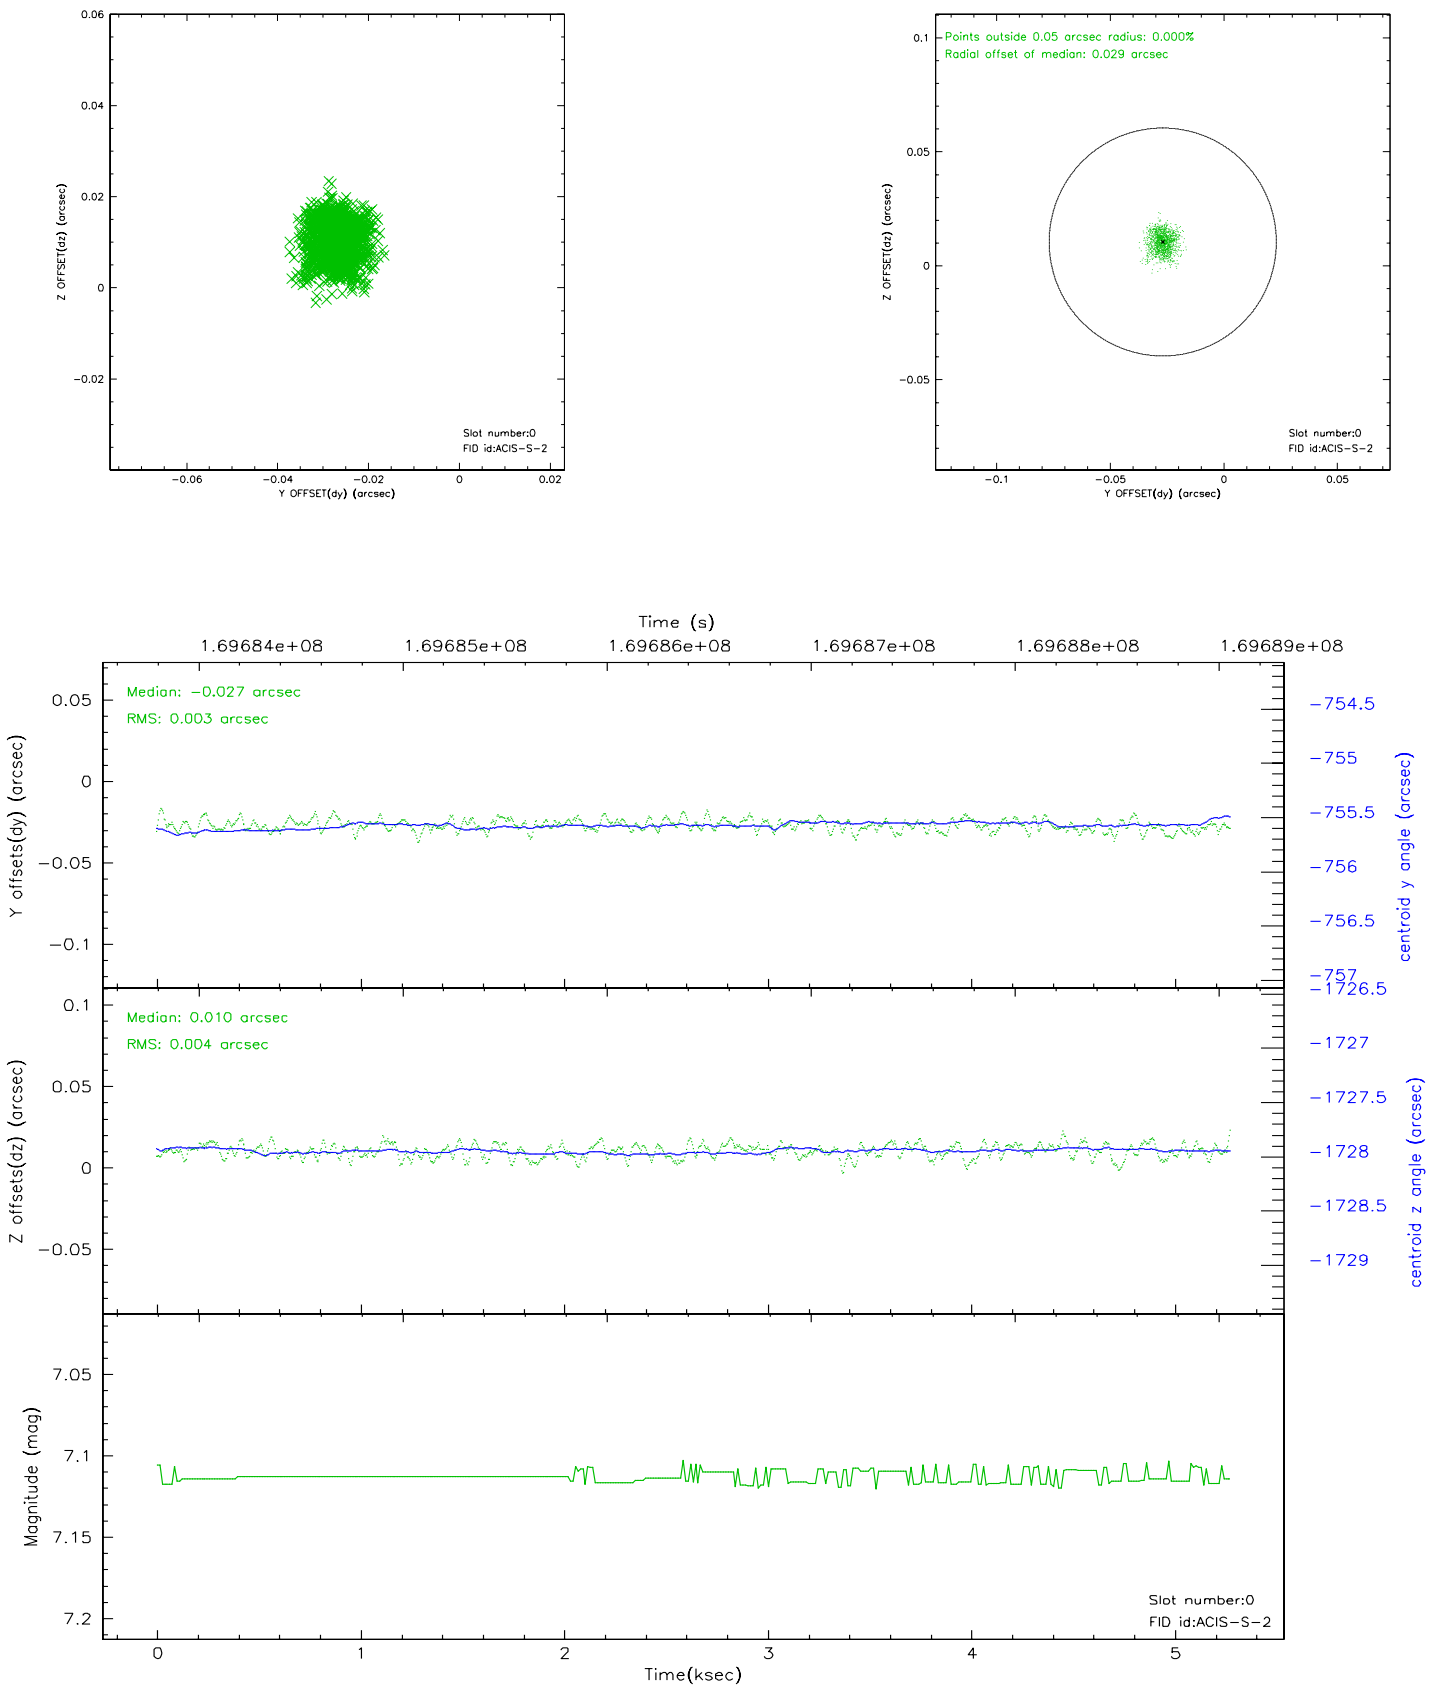 0.06
0.04
0.02
0
−0.02
Z OFFSET(dz) (arcsec)
Slot number:0
FID id:ACIS−S−2
−0.06 −0.04 −0.02 0 0.02
Y OFFSET(dy) (arcsec)
Points outside 0.05 arcsec radius: 0.000%
Radial offset of median: 0.029 arcsec
0.1
0.05
0
−0.05
Z OFFSET(dz) (arcsec)
Slot number:0
FID id:ACIS−S−2
−0.1 −0.05 0 0.05
Y OFFSET(dy) (arcsec)
Time (s)
1.69684e+08 1.69685e+08 1.69686e+08 1.69687e+08 1.69688e+08 1.69689e+08
Median: −0.027 arcsec
RMS: 0.003 arcsec
0.05
0
−0.05
−0.1
Y offsets(dy) (arcsec)
−754.5
−755
−755.5
−756
−756.5
−757
centroid y angle (arcsec)
Median: 0.010 arcsec
RMS: 0.004 arcsec
0.1
0.05
0
−0.05
Z offsets(dz) (arcsec)
−1726.5
−1727
−1727.5
−1728
−1728.5
−1729
centroid z angle (arcsec)
7.05
7.1
7.15
7.2
Magnitude (mag)
Slot number:0
FID id:ACIS−S−2
0 1 2 3 4 5
Time(ksec)